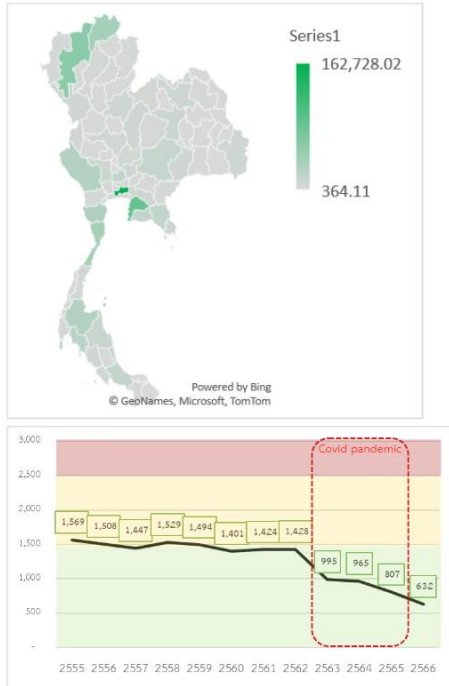 Series1
162,728.02
364.11
Powered by Bing
© GeoNames, Microsoft, TomTom
3,000
Covid pandemic
2,500
2,000
1,569 1,508 1,447 1,529 1,494 1,401 1,424 1,428
1,500
995 965 807 632
1,000
500
-
2555 2556 2557 2558 2559 2560 2561 2562 2563 2564 2565 2566